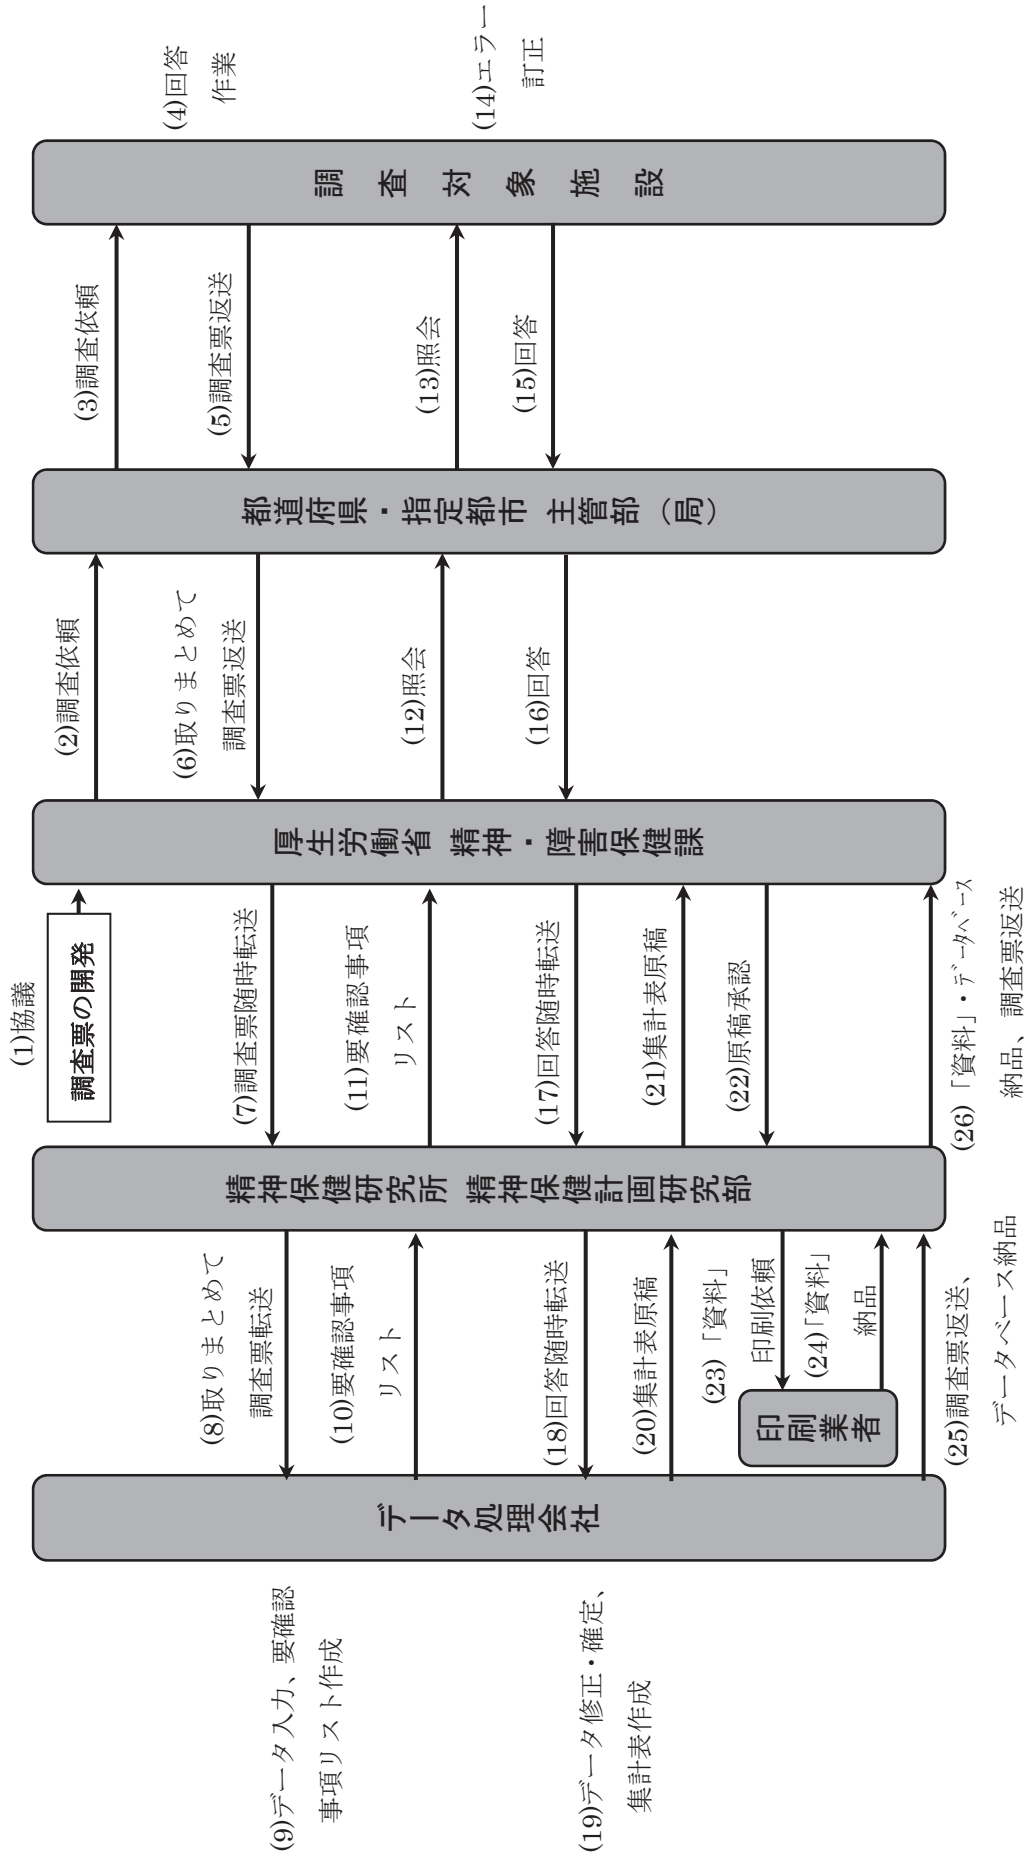 (1)協議
調査票の開発
(2)調査依頼
(3)調査依頼
(4)回答
作業
(5)調査票返送
(6)取りまとめて
調査票返送
(7)調査票随時転送
(8)取りまとめて
調査票転送
(9)データ入力、要確認
事項リスト作成
(10)要確認事項
リスト
(11)要確認事項
リスト
(12)照会
(13)照会
(14)エラー
訂正
(15)回答
(16)回答
(17)回答随時転送
(18)回答随時転送
(19)データ修正・確定、
集計表作成
(20)集計表原稿
(21)集計表原稿
(22)原稿承認
(23)「資料」
印刷依頼
(24)「資料」
納品
(25)調査票返送、
データベース納品
(26)「資料」・データベース
納品、調査票返送
調査対象施設
都道府県・指定都市 主管部（局）
厚生労働省 精神・障害保健課
精神保健研究所 精神保健計画研究部
印刷業者
データ処理会社